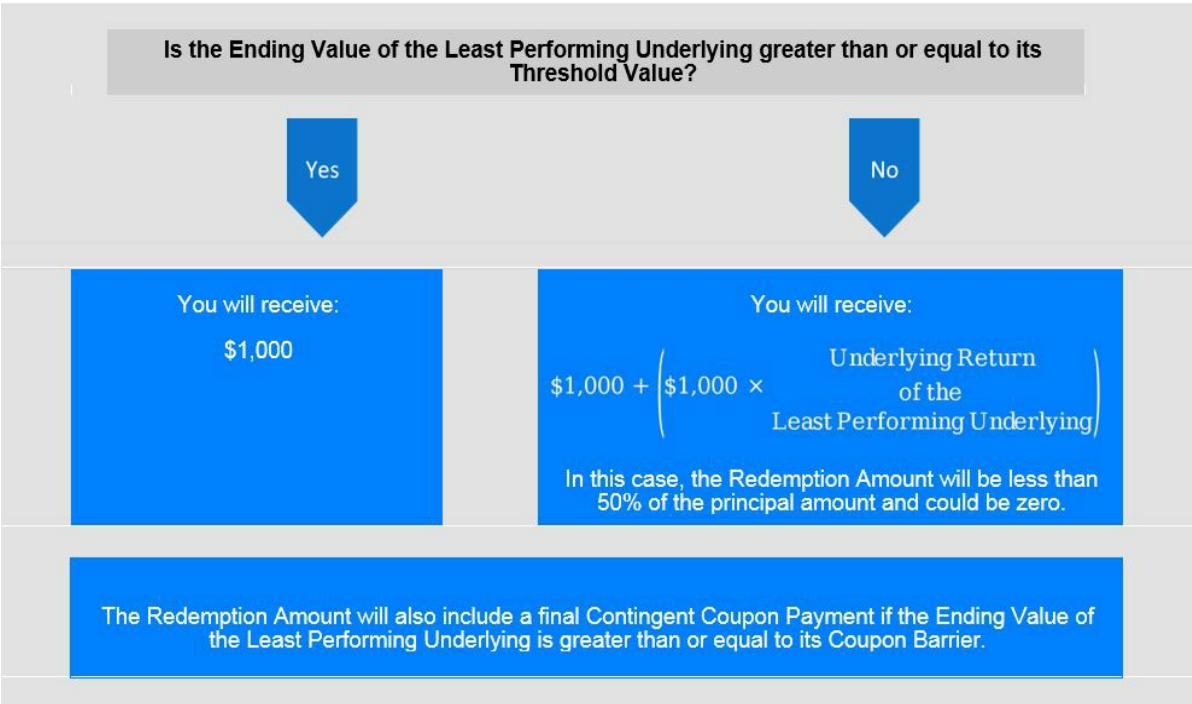 Is the Ending Value of the Least Performing Underlying greater than or equal to its
Threshold Value?
Yes
No
You will receive:
$1,000
You will receive:
$1,000 + ($1,000 × Underlying Return
of the
Least Performing Underlying)
In this case, the Redemption Amount will be less than
50% of the principal amount and could be zero.
The Redemption Amount will also include a final Contingent Coupon Payment if the Ending Value of
the Least Performing Underlying is greater than or equal to its Coupon Barrier.